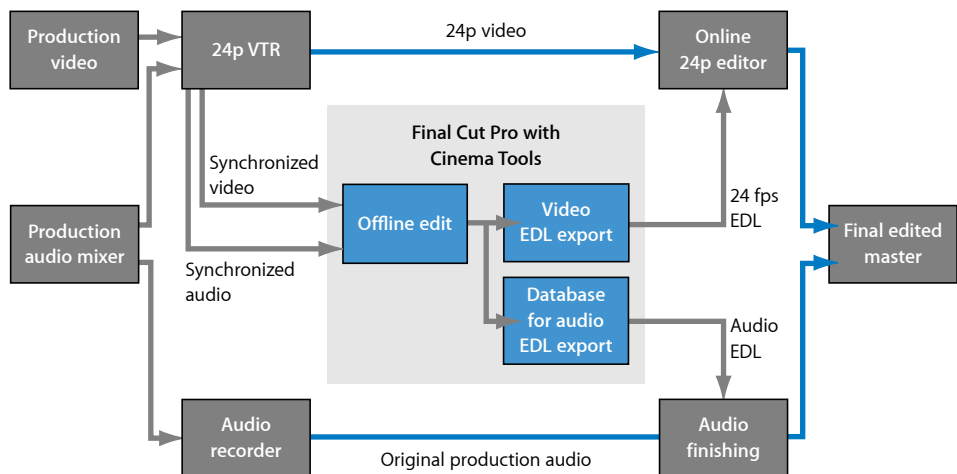 Production
video
24p VTR
24p video
Online
24p editor
Final Cut Pro with
Cinema Tools
Synchronized
video
Offline edit
Video
EDL export
24 fps
EDL
Production
audio mixer
Synchronized
audio
Final edited
master
Database
for audio
EDL export
Audio
EDL
Audio
recorder
Original production audio
Audio
finishing